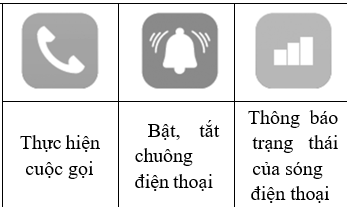 Thực hiện
cuộc gọi
Bật, tắt
chuông
điện thoại
Thông báo
trạng thái
của sóng
điện thoại